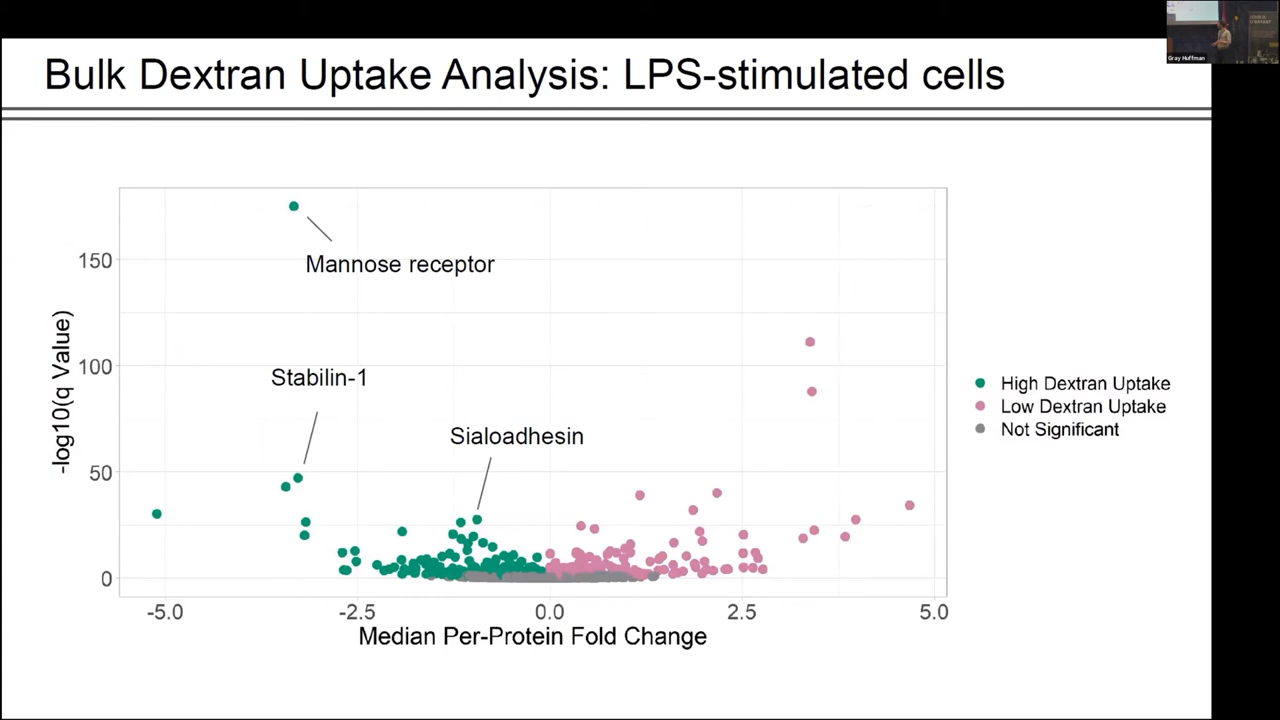 Bulk Dextran Uptake Analysis: LPS-stimulated cells
Gray Huffman
Mannose receptor
Stabilin-1
Sialoadhesin
-log10(q Value)
150
100
50
0
-5.0
-2.5
0.0
2.5
5.0
Median Per-Protein Fold Change
High Dextran Uptake
Low Dextran Uptake
Not Significant